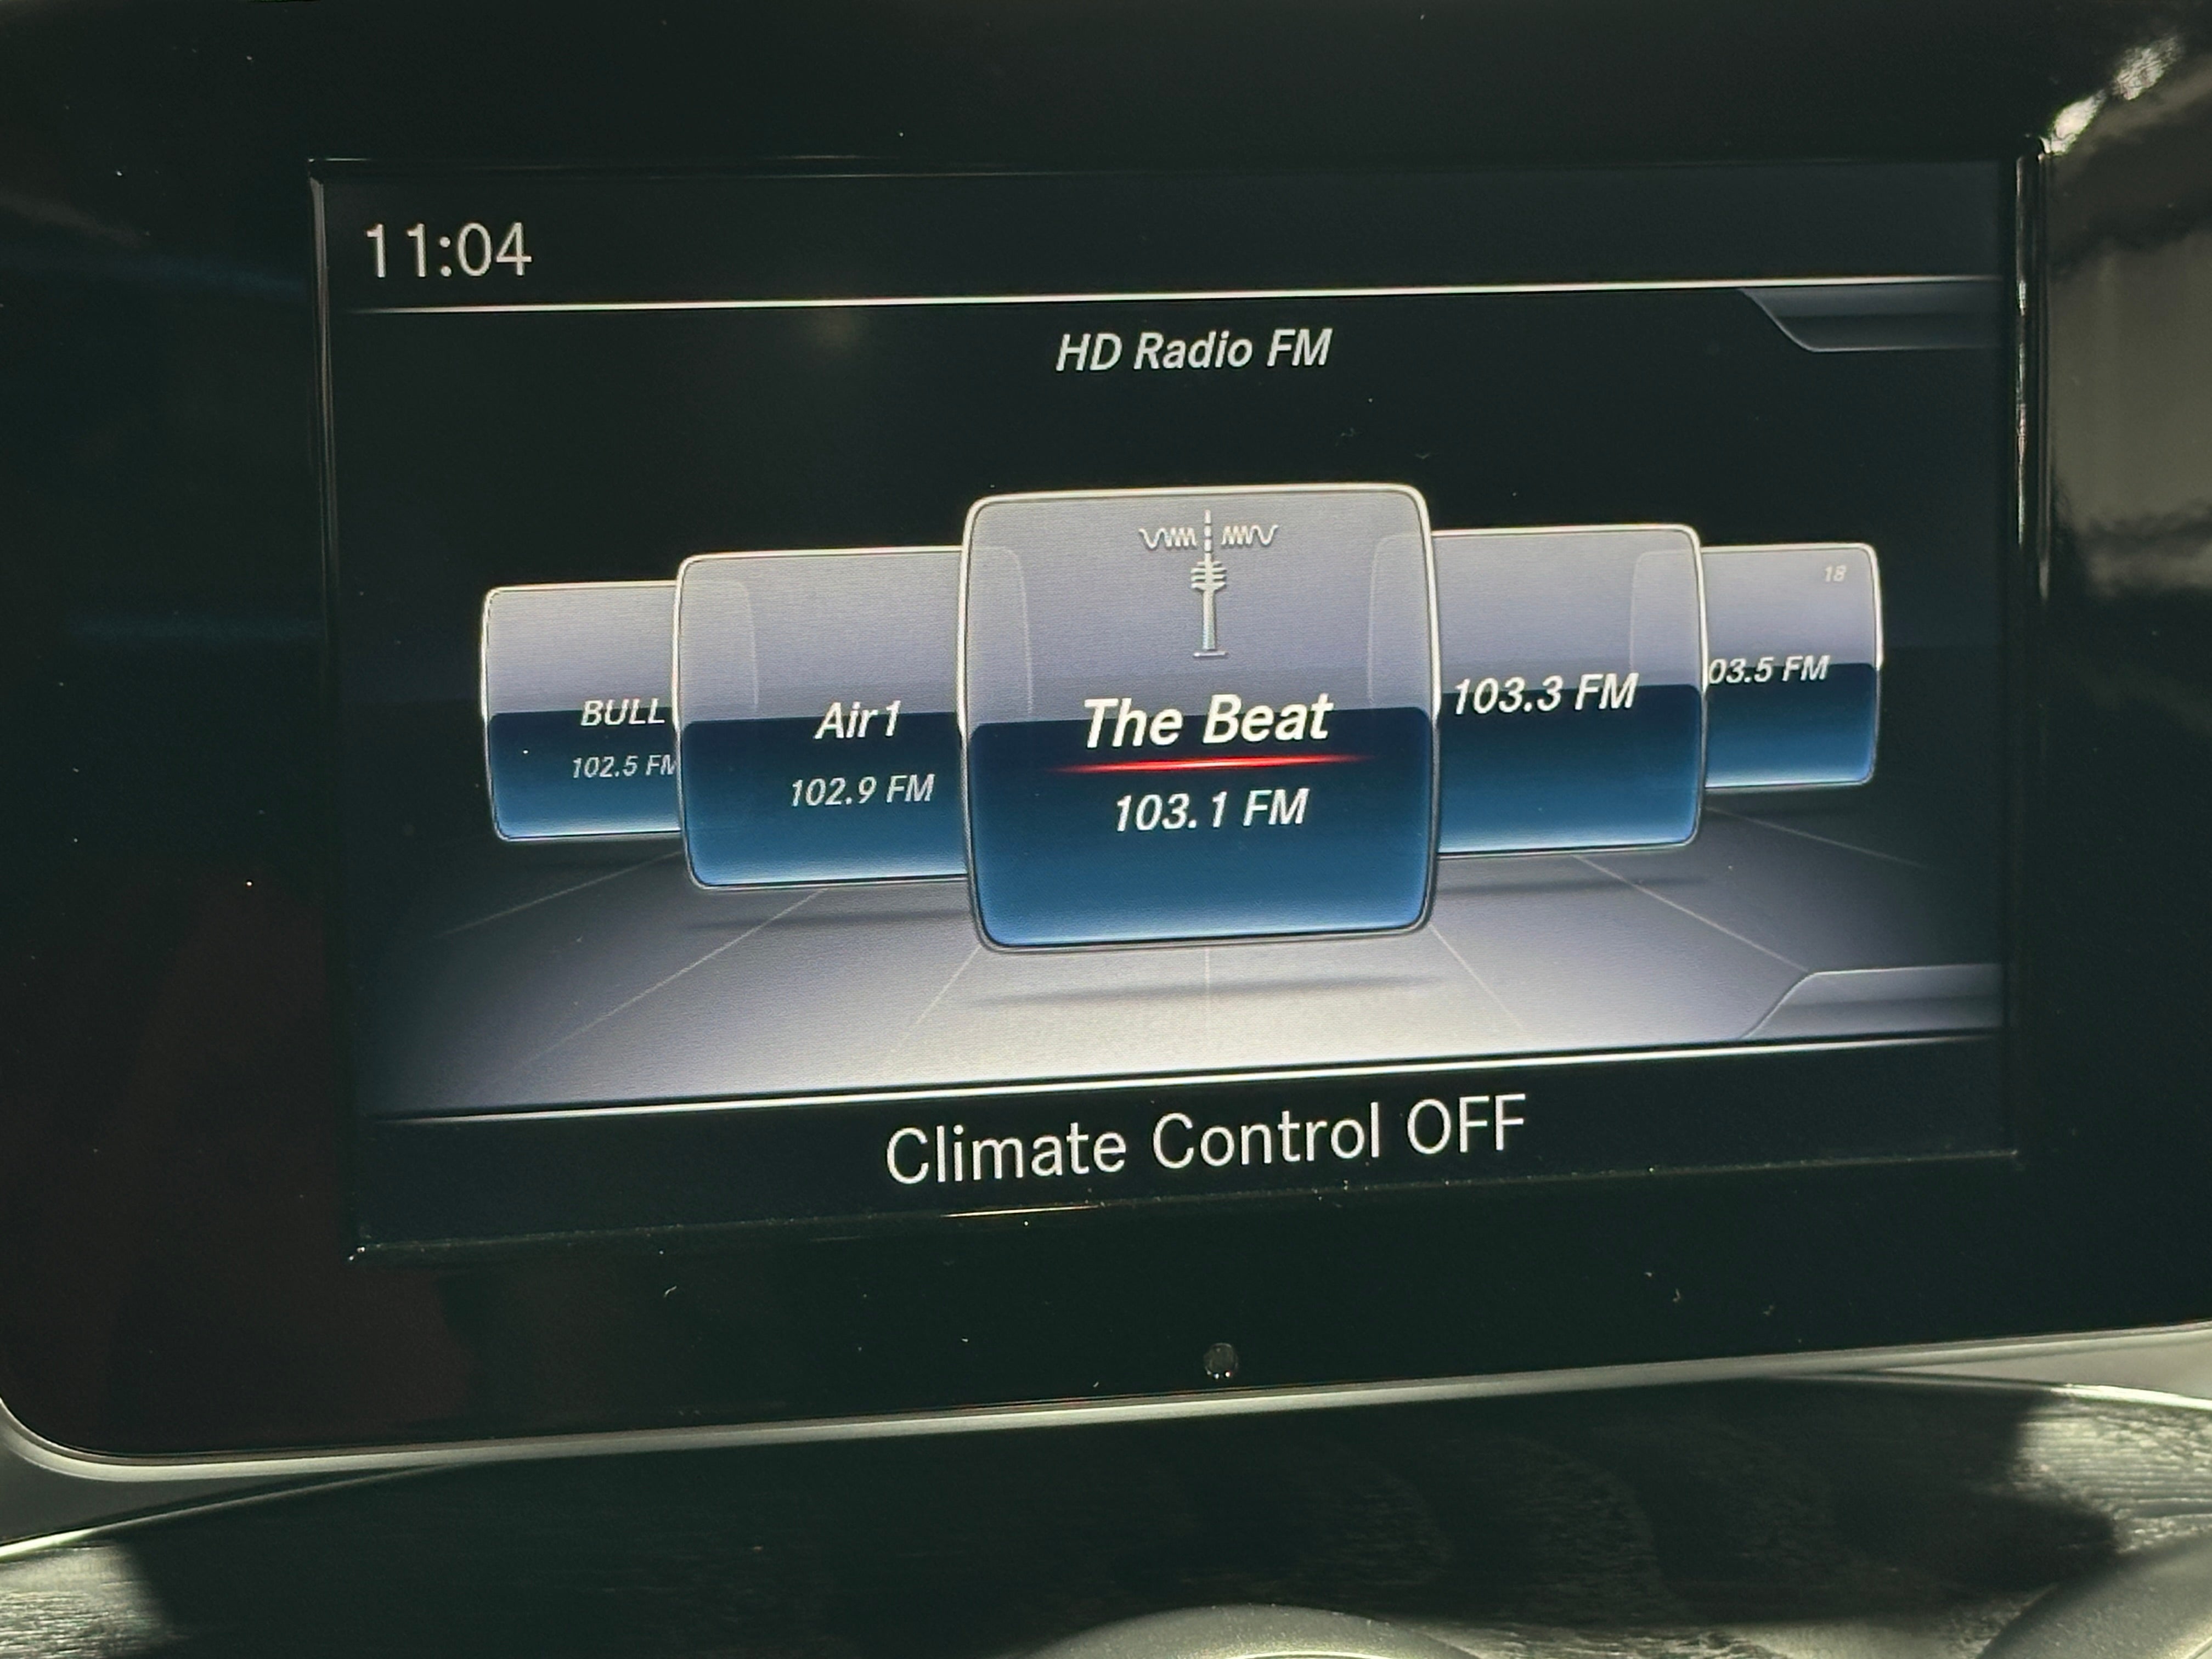 11:04
HD Radio FM
BULL
102.5 FM
Air1
102.9 FM
The Beat
103.1 FM
103.3 FM
18
03.5 FM
Climate Control OFF